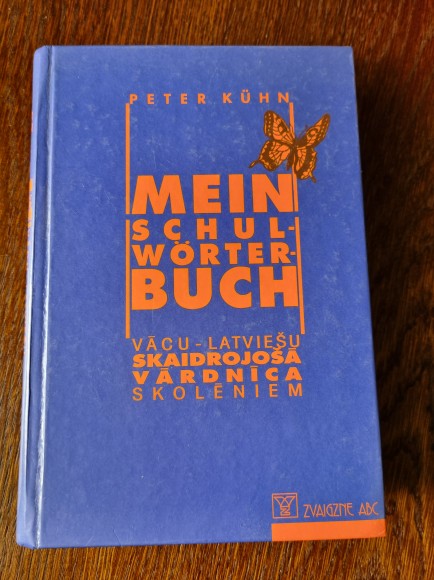 PETER KÜHN
MEIN
SCHUL-
WÖRTER-
BUCH
VĀCU-LATVIEŠU
SKAIDROJOŠĀ
VĀRDNĪCA
SKOLĒNIEM
ZVAIGZNE ABC